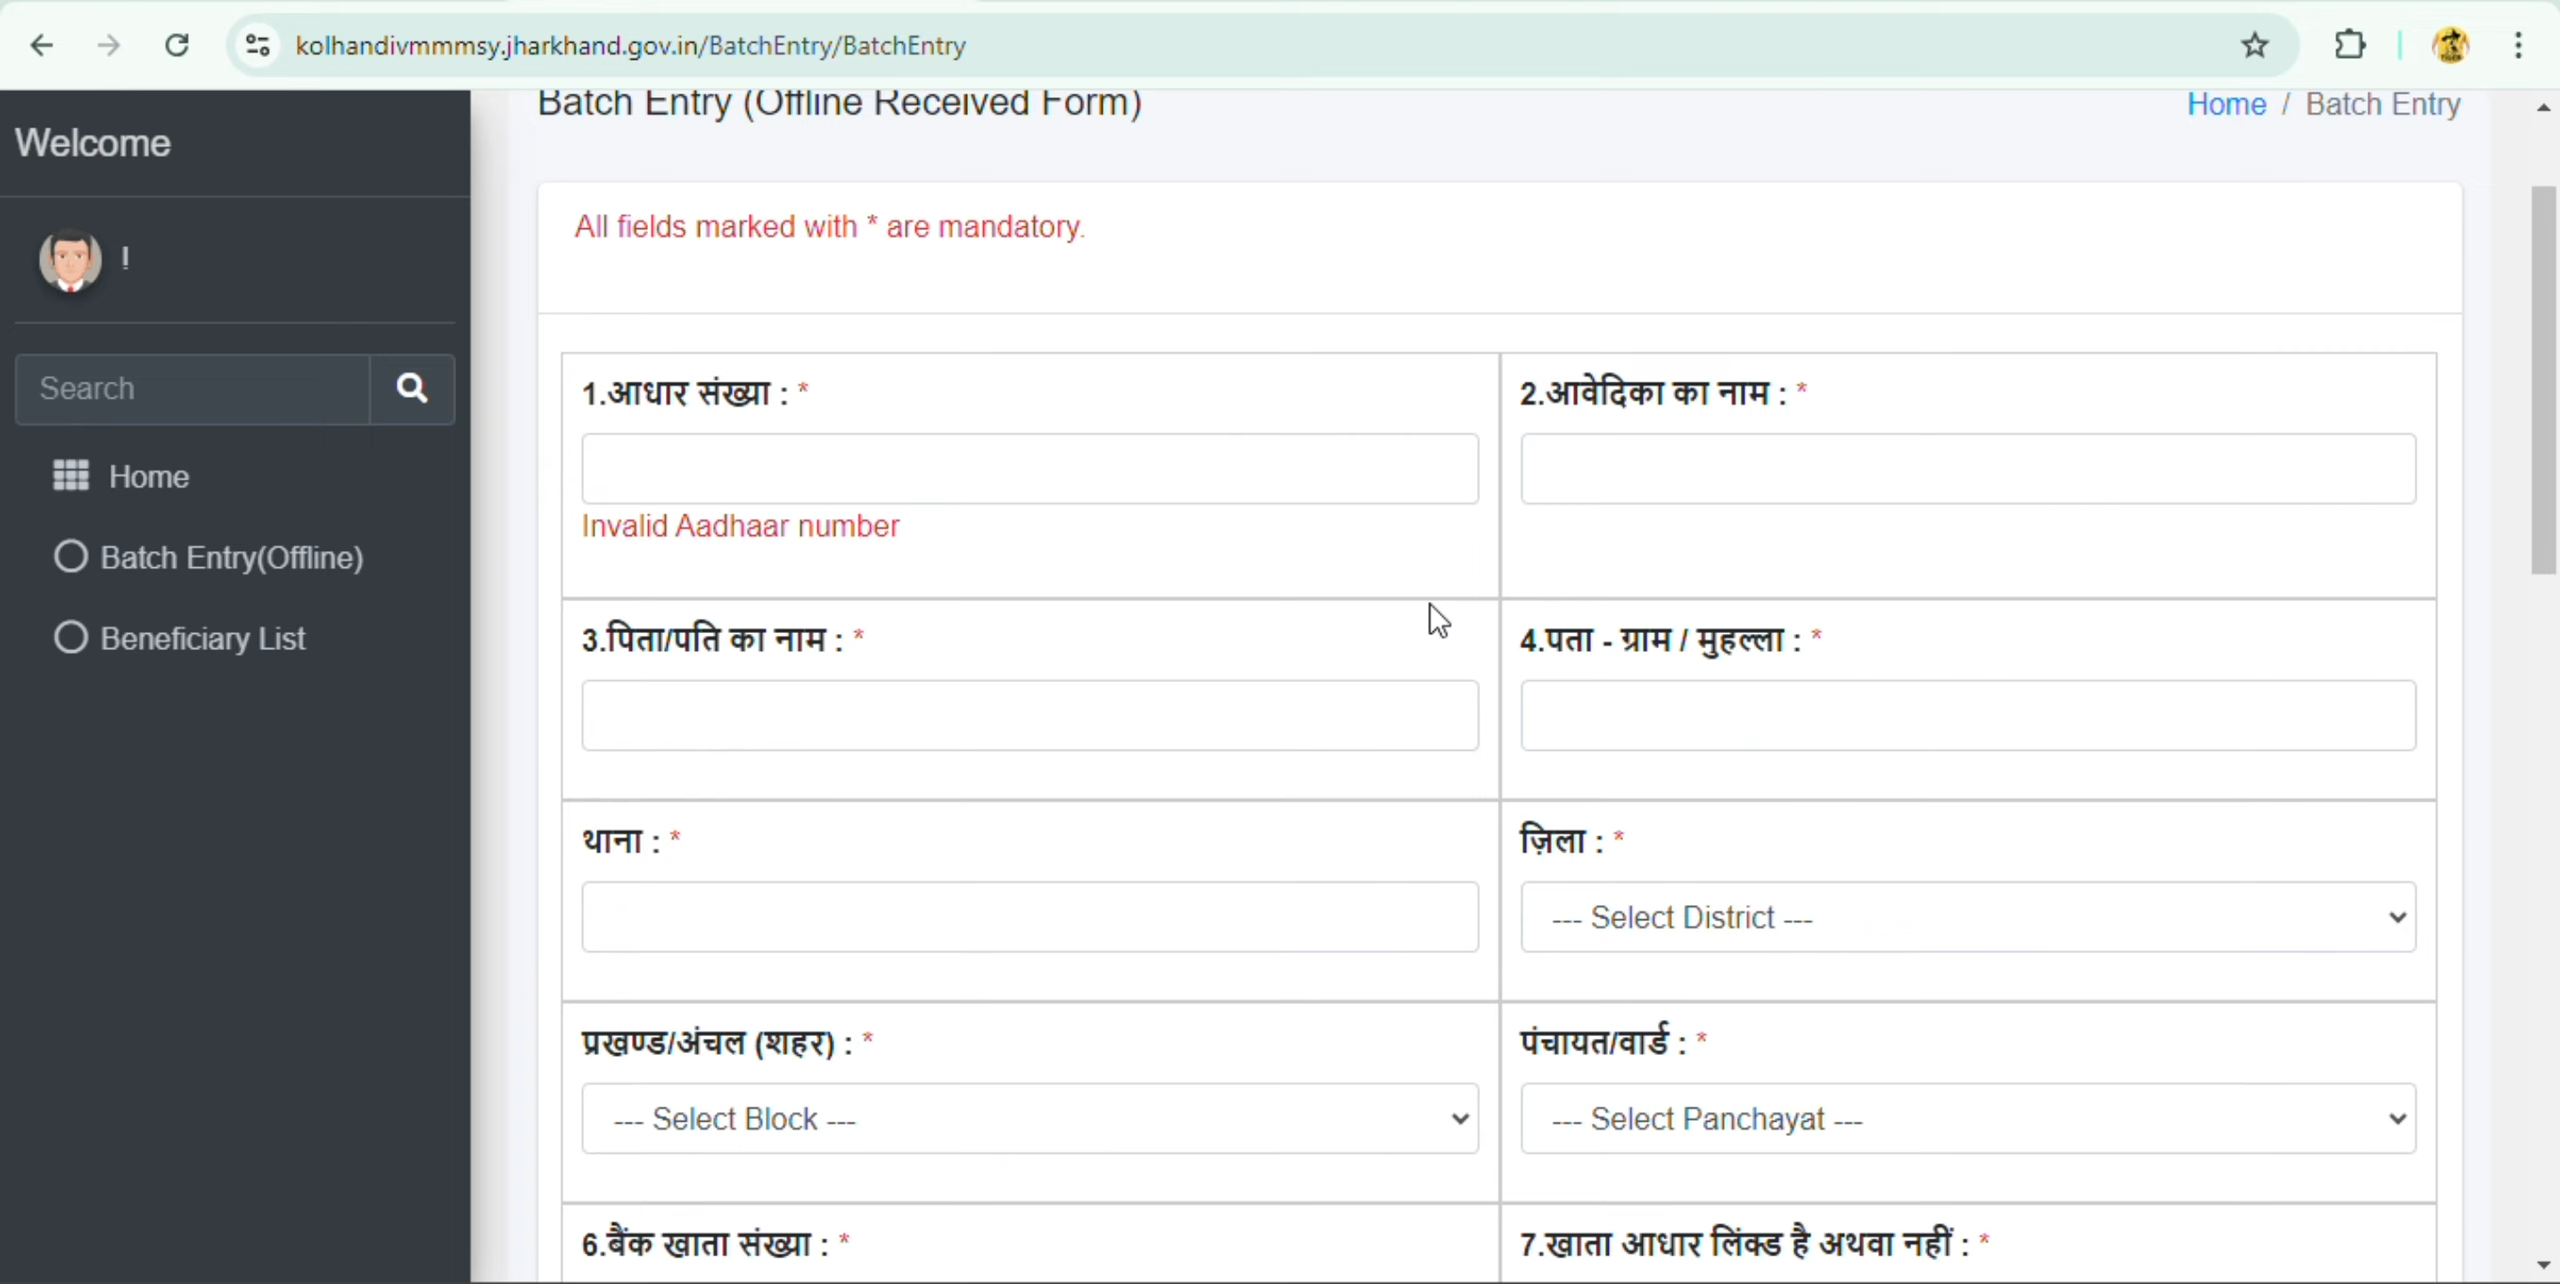 kolhandivmmmsy.jharkhand.gov.in/BatchEntry/BatchEntry
Welcome
!
Search
Home
Batch Entry(Offline)
Beneficiary List
Batch Entry (Offline Received Form)
Home / Batch Entry
All fields marked with * are mandatory.
1.आधार संख्या : *
2.आवेदिका का नाम : *
Invalid Aadhaar number
3.पिता/पति का नाम : *
4.पता - ग्राम / मुहल्ला : *
थाना : *
ज़िला : *
--- Select District ---
प्रखण्ड/अंचल (शहर) : *
पंचायत/वार्ड : *
--- Select Block ---
--- Select Panchayat ---
6.बैंक खाता संख्या : *
7.खाता आधार लिंक्ड है अथवा नहीं : *